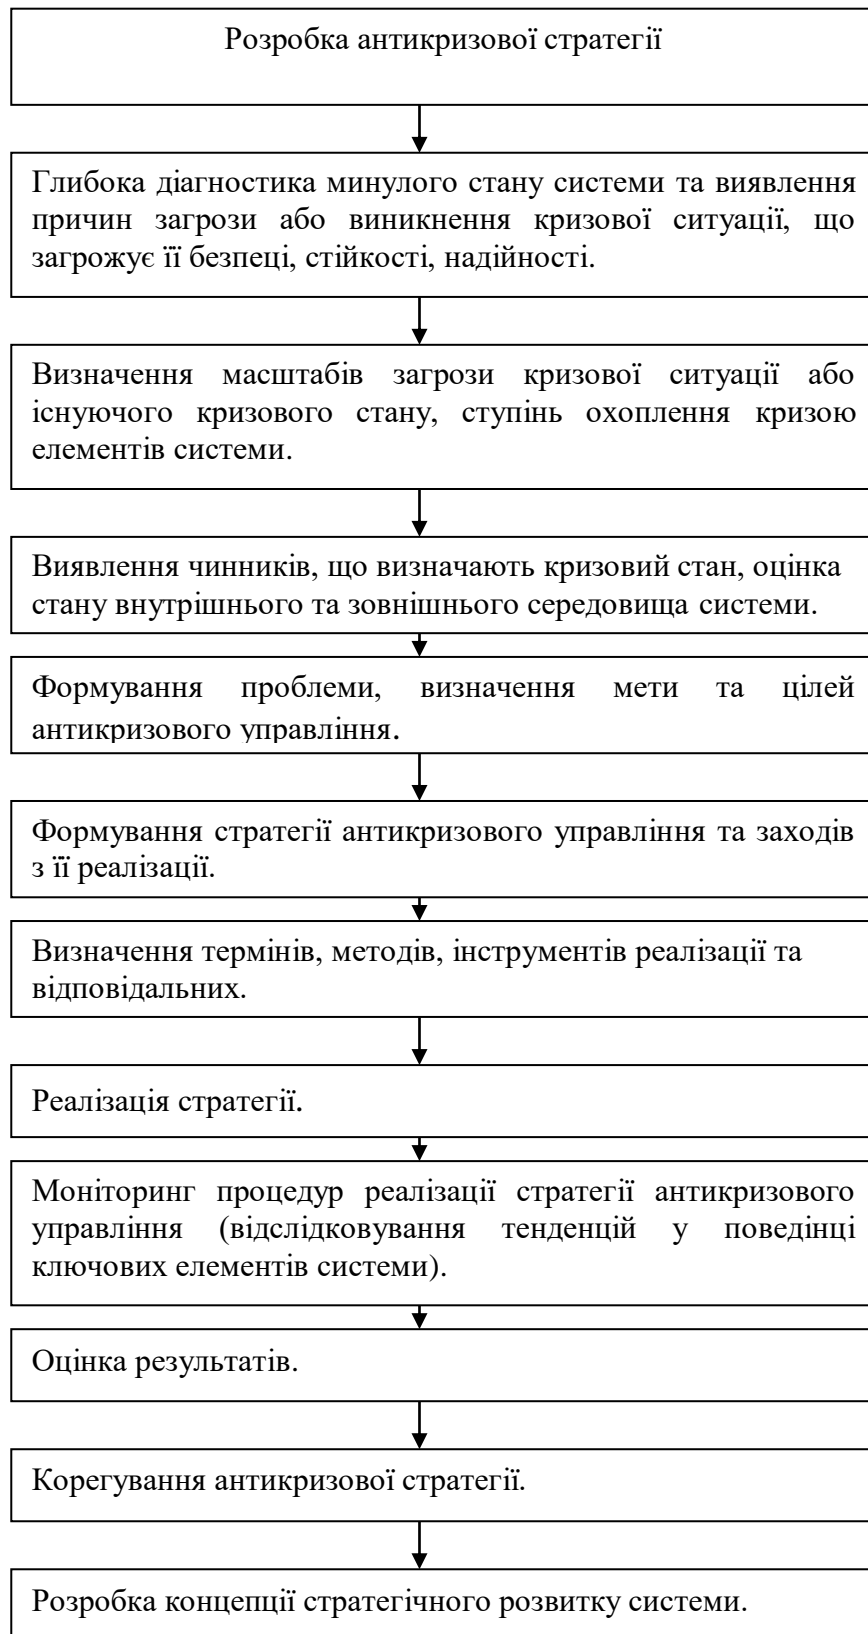 Розробка антикризової стратегії
Глибока діагностика минулого стану системи та виявлення
причин загрози або виникнення кризової ситуації, що
загрожує її безпеці, стійкості, надійності.
Визначення масштабів загрози кризової ситуації або
існуючого кризового стану, ступінь охоплення кризою
елементів системи.
Виявлення чинників, що визначають кризовий стан, оцінка
стану внутрішнього та зовнішнього середовища системи.
Формування проблеми, визначення мети та цілей
антикризового управління.
Формування стратегії антикризового управління та заходів
з її реалізації.
Визначення термінів, методів, інструментів реалізації та
відповідальних.
Реалізація стратегії.
Моніторинг процедур реалізації стратегії антикризового
управління (відслідковування тенденцій у поведінці
ключових елементів системи).
Оцінка результатів.
Корегування антикризової стратегії.
Розробка концепції стратегічного розвитку системи.